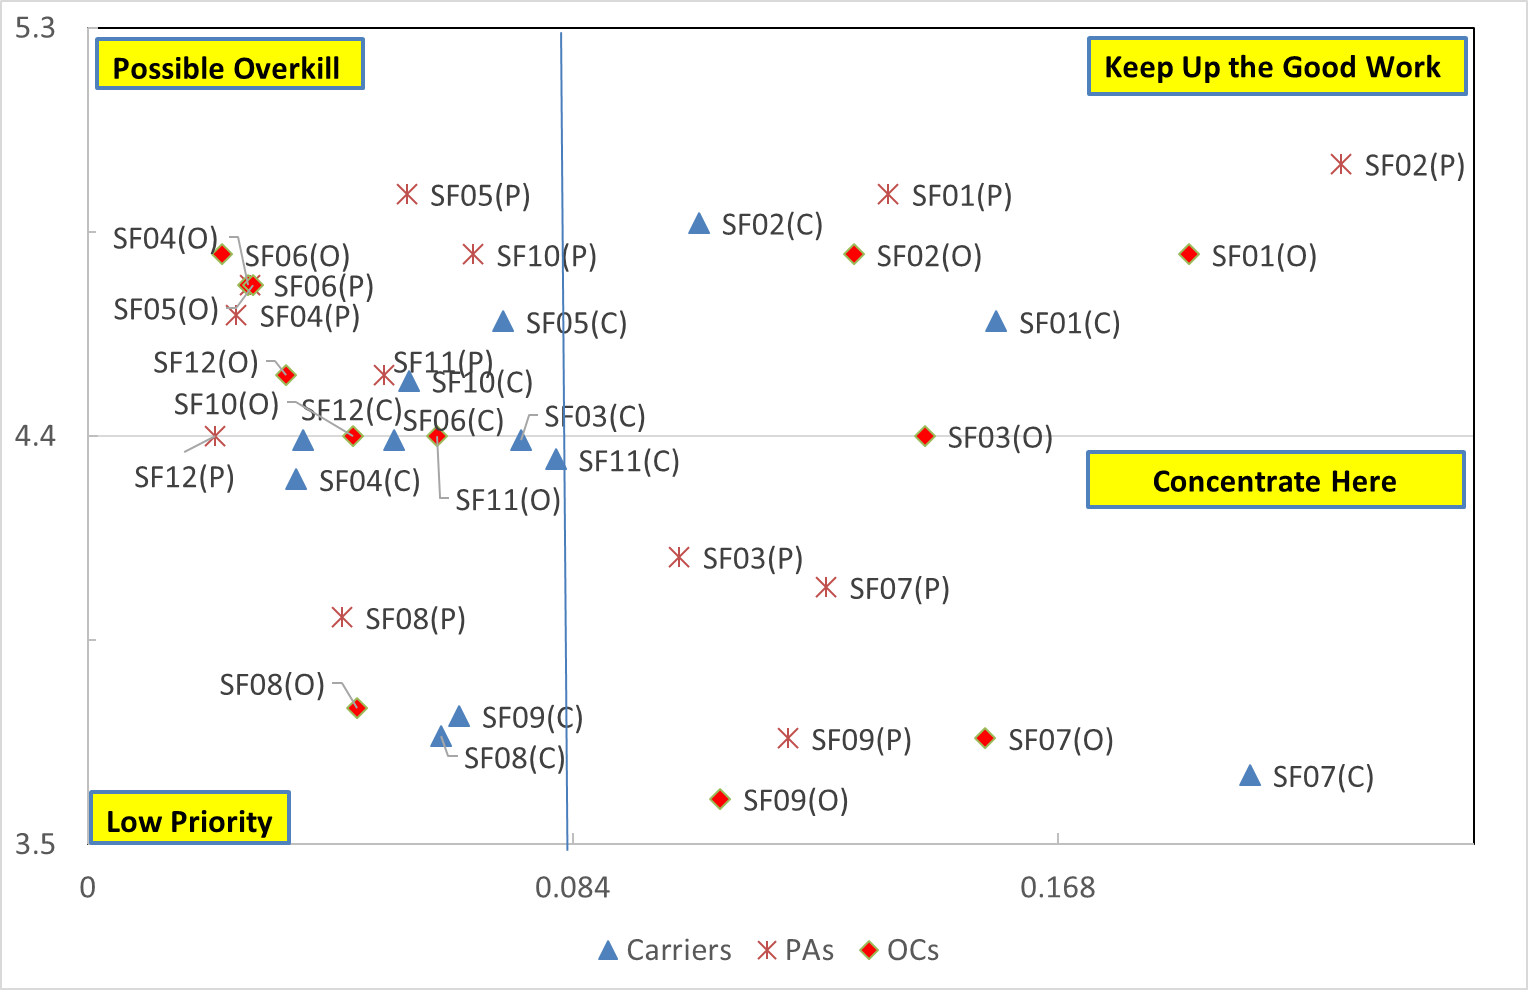 5.3
Possible Overkill
Keep Up the Good Work
SF02(P)
SF05(P)
SF01(P)
SF02(C)
SF04(O)
SF06(O)
SF10(P)
SF02(O)
SF01(O)
SF06(P)
SF05(O)
SF04(P)
SF05(C)
SF01(C)
SF12(O)
SF11(P)
SF10(C)
SF10(O)
SF12(C)
SF06(C)
SF03(C)
4.4
SF03(O)
SF11(C)
SF12(P)
SF04(C)
Concentrate Here
SF11(O)
SF03(P)
SF07(P)
SF08(P)
SF08(O)
SF09(C)
SF08(C)
SF09(P)
SF07(O)
SF07(C)
SF09(O)
Low Priority
3.5
0
0.084
0.168
Carriers
PAs
OCs